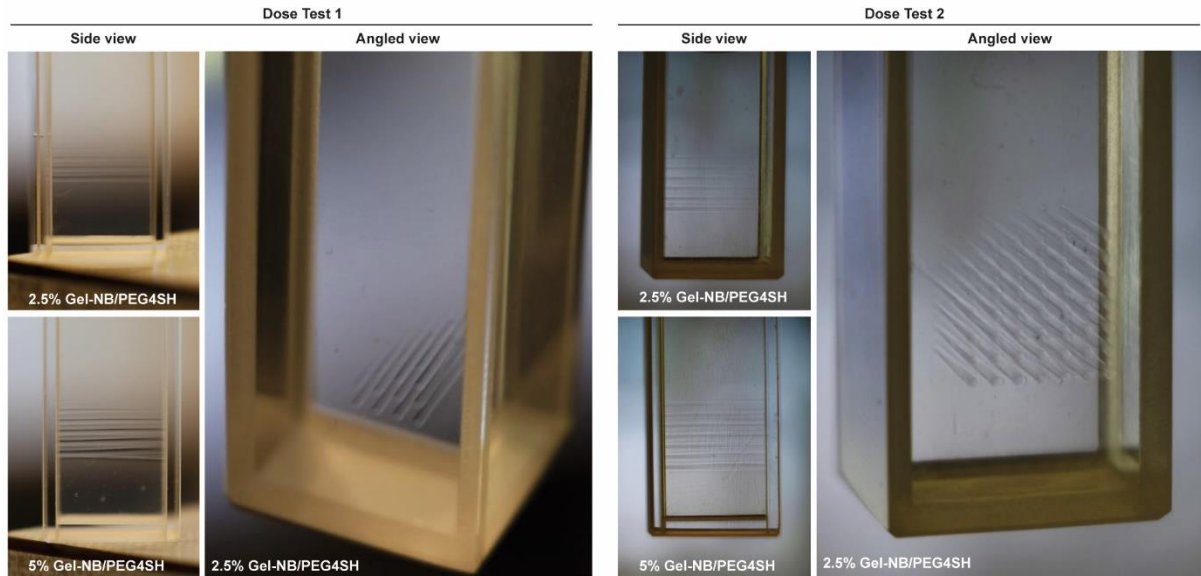 Dose Test 1
Side view
Angled view
2.5% Gel-NB/PEG4SH
5% Gel-NB/PEG4SH
2.5% Gel-NB/PEG4SH
Dose Test 2
Side view
Angled view
2.5% Gel-NB/PEG4SH
5% Gel-NB/PEG4SH
2.5% Gel-NB/PEG4SH